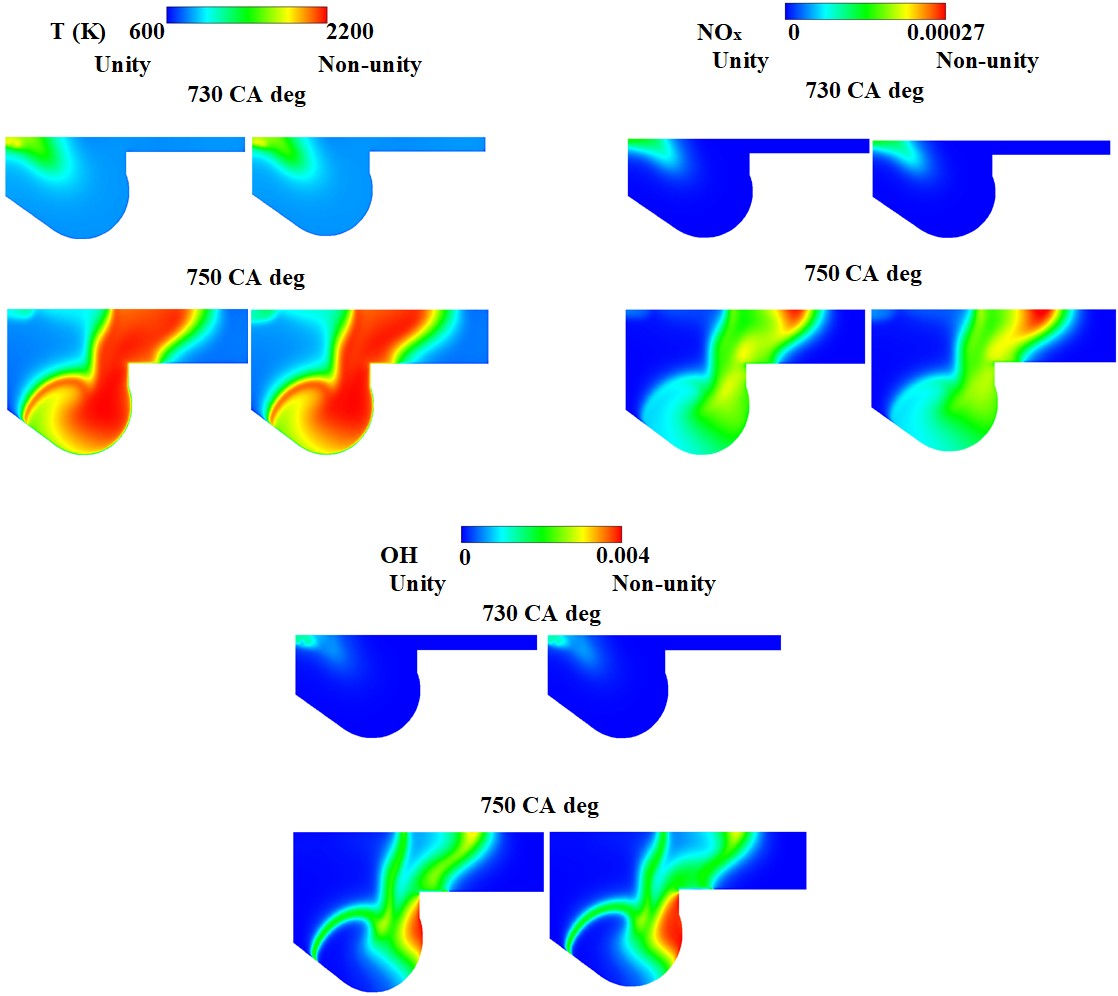 T (K) 600 2200
Unity Non-unity
730 CA deg
750 CA deg
NOx 0 0.00027
Unity Non-unity
730 CA deg
750 CA deg
OH 0 0.004
Unity Non-unity
730 CA deg
750 CA deg